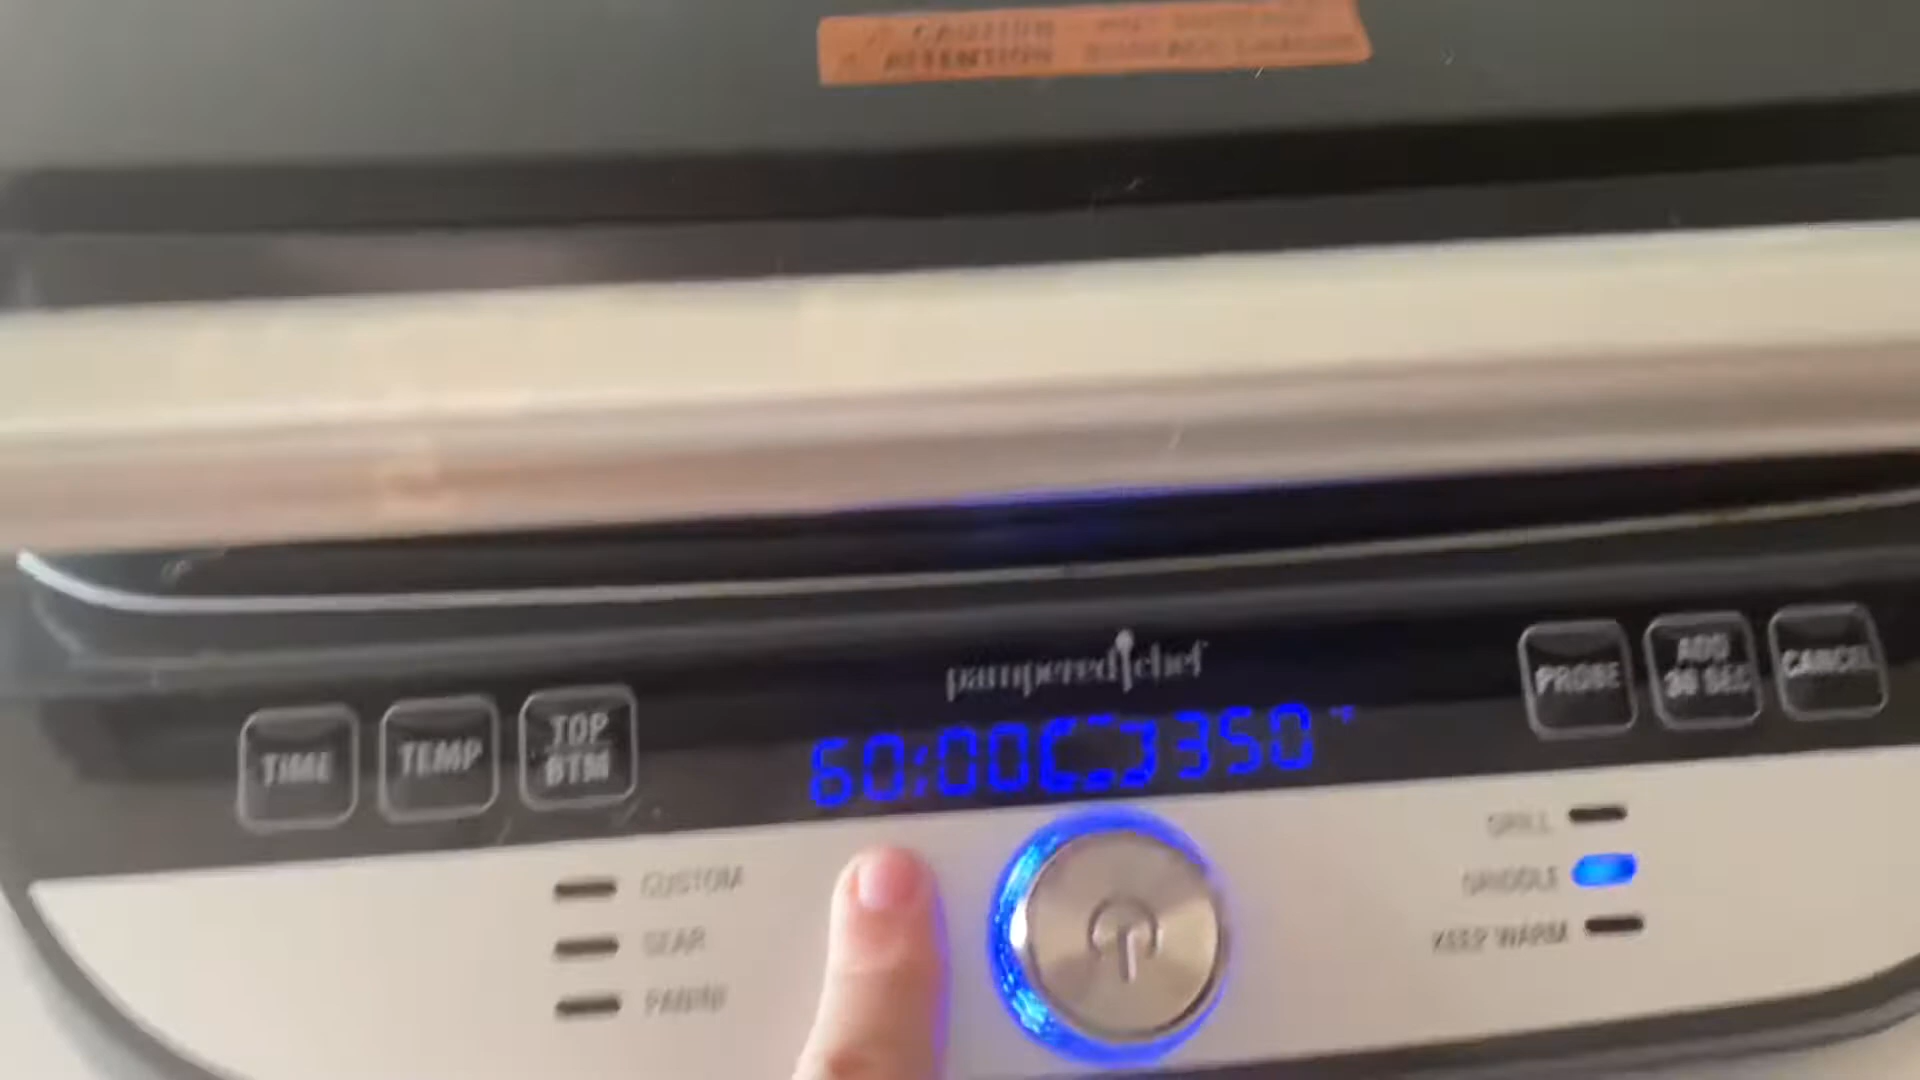 CAUTION
ATTENTION
pampered chef
TIME
TEMP
TOP
BTM
60:00
350 °F
PROBE
ADD
30 SEC
CANCEL
CUSTOM
SEAR
PANINI
GRILL
GRIDDLE
KEEP WARM